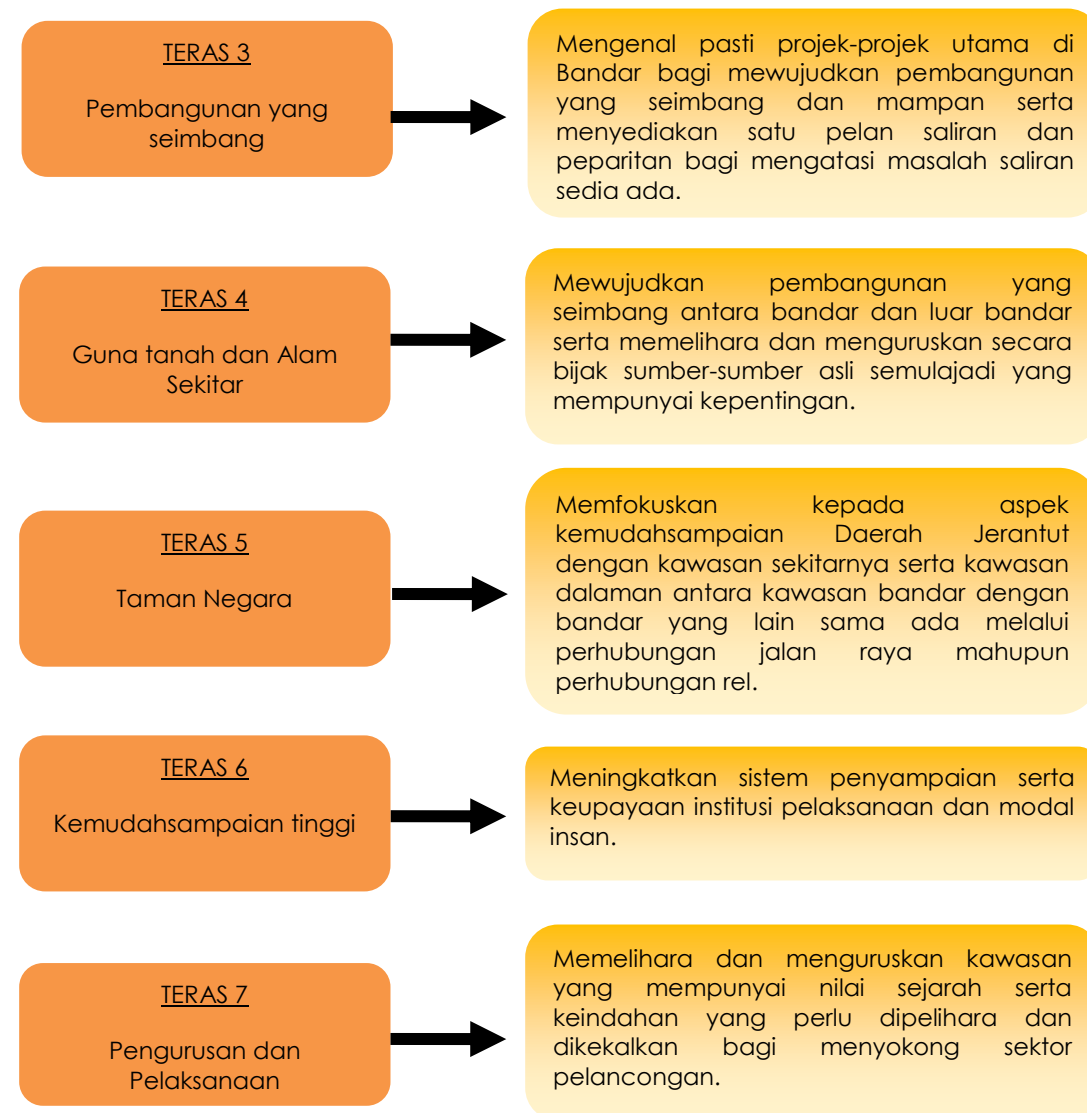 TERAS 3
Pembangunan yang
seimbang
Mengenal pasti projek-projek utama di
Bandar bagi mewujudkan pembangunan
yang seimbang dan mampan serta
menyediakan satu pelan saliran dan
peparitan bagi mengatasi masalah saliran
sedia ada.
TERAS 4
Guna tanah dan Alam
Sekitar
Mewujudkan pembangunan yang
seimbang antara bandar dan luar bandar
serta memelihara dan menguruskan secara
bijak sumber-sumber asli semulajadi yang
mempunyai kepentingan.
TERAS 5
Taman Negara
Memfokuskan kepada aspek
kemudahsampaian Daerah Jerantut
dengan kawasan sekitarnya serta kawasan
dalaman antara kawasan bandar dengan
bandar yang lain sama ada melalui
perhubungan jalan raya mahupun
perhubungan rel.
TERAS 6
Kemudahsampaian tinggi
Meningkatkan sistem penyampaian serta
keupayaan institusi pelaksanaan dan modal
insan.
TERAS 7
Pengurusan dan
Pelaksanaan
Memelihara dan menguruskan kawasan
yang mempunyai nilai sejarah serta
keindahan yang perlu dipelihara dan
dikekalkan bagi menyokong sektor
pelancongan.